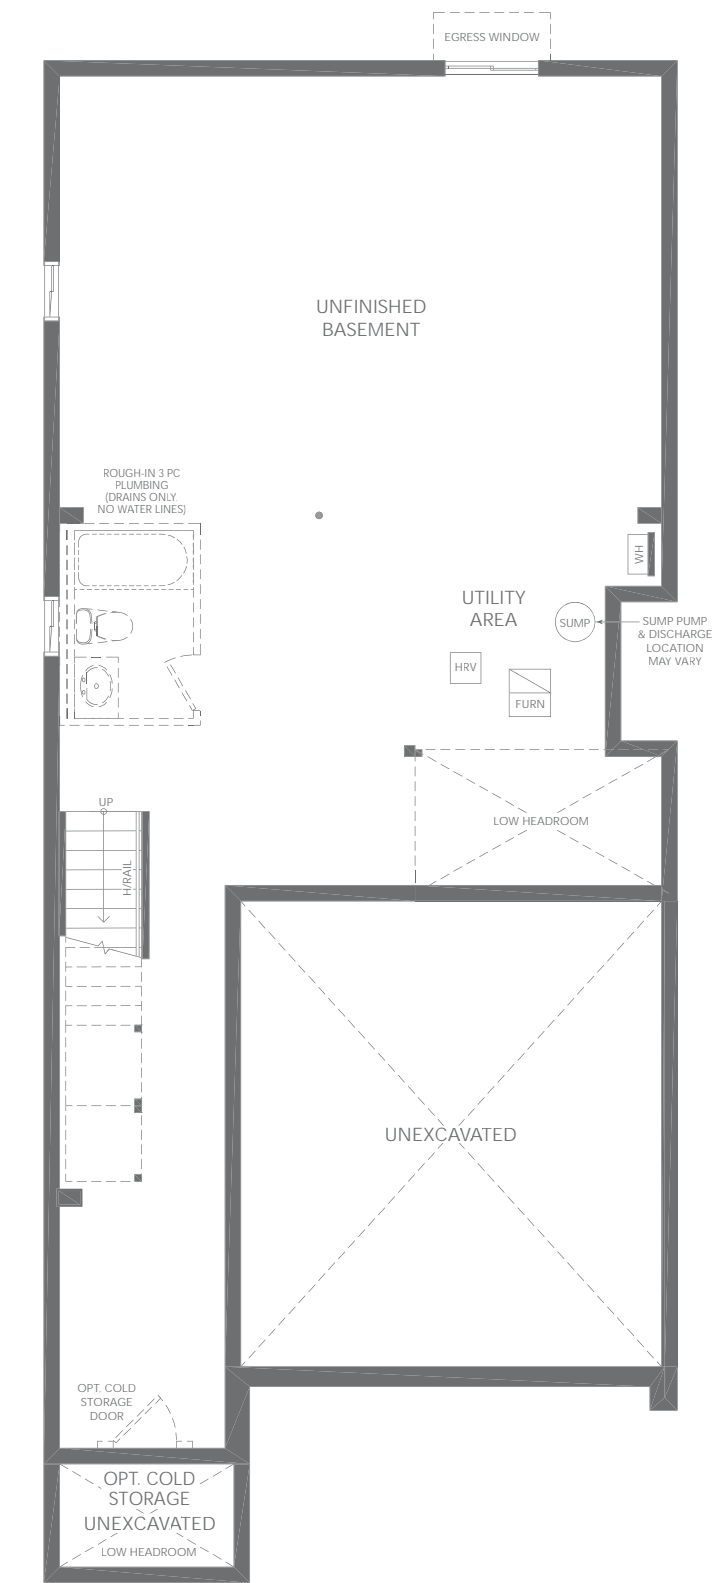 EGRESS WINDOW
UNFINISHED
BASEMENT
ROUGH-IN 3 PC
PLUMBING
(DRAINS ONLY.
NO WATER LINES)
WH
UTILITY
AREA
SUMP
SUMP PUMP
& DISCHARGE
LOCATION
MAY VARY
HRV
FURN
UP
H/RAIL
LOW HEADROOM
UNEXCAVATED
OPT. COLD
STORAGE
DOOR
OPT. COLD
STORAGE
UNEXCAVATED
LOW HEADROOM